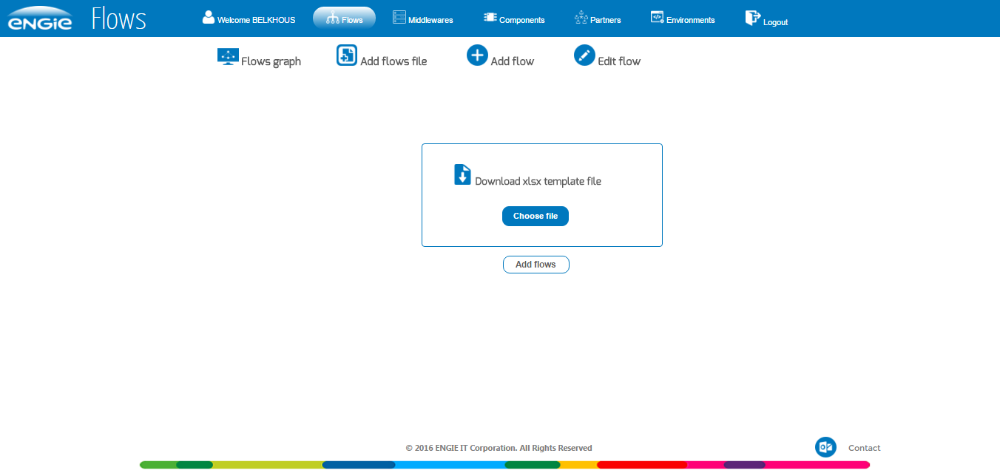 ENGIE Flows Welcome BELKHOUS Flows Middlewares Components Partners Environments Logout
Flows graph Add flows file Add flow Edit flow
Download xlsx template file
Choose file
Add flows
© 2016 ENGIE IT Corporation. All Rights Reserved Contact